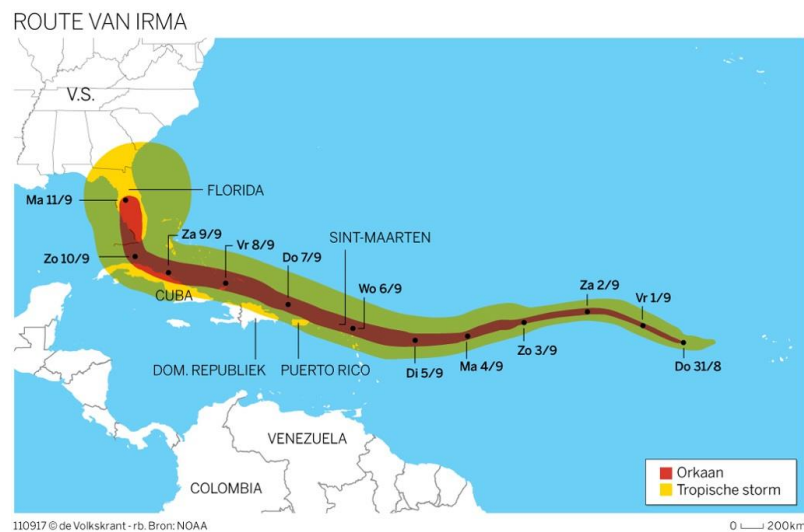 ROUTE VAN IRMA
V.S.
FLORIDA
Ma 11/9
Za 9/9
Vr 8/9
SINT-MAARTEN
Zo 10/9
Do 7/9
Wo 6/9
Za 2/9
CUBA
Vr 1/9
Zo 3/9
DOM. REPUBLIEK
PUERTO RICO
Di 5/9
Ma 4/9
Do 31/8
VENEZUELA
COLOMBIA
Orkaan
Tropische storm
110917 © de Volkskrant - rb. Bron: NOAA
0 200km